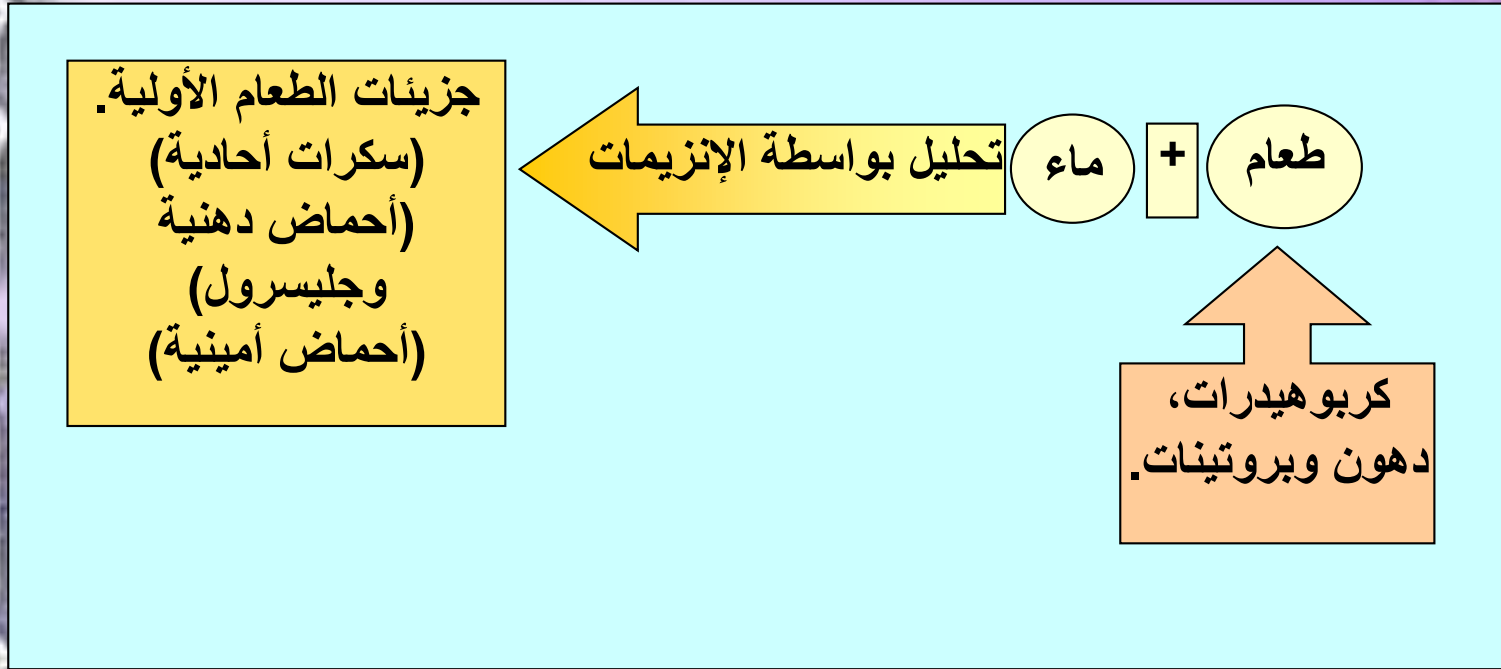 طعام
+
ماء
تحليل بواسطة الإنزيمات
جزيئات الطعام الأولية.
(سكرات أحادية)
(أحماض دهنية
وجليسرول)
(أحماض أمينية)
كربوهيدرات،
دهون وبروتينات.